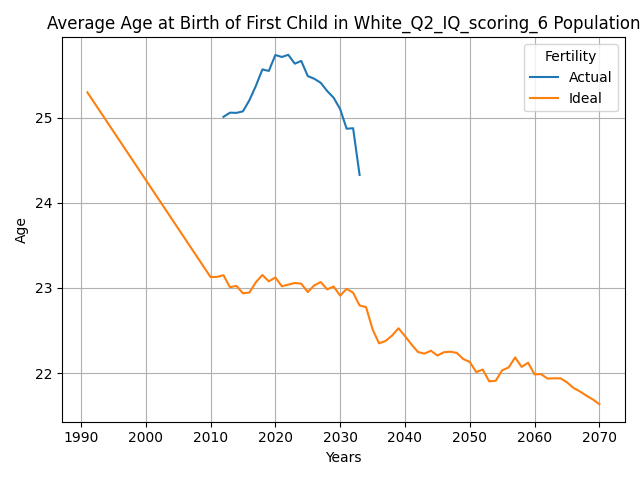 Average Age at Birth of First Child in White_Q2_IQ_scoring_6 Population
Fertility
Actual
Ideal
Age
25
24
23
22
1990 2000 2010 2020 2030 2040 2050 2060 2070
Years